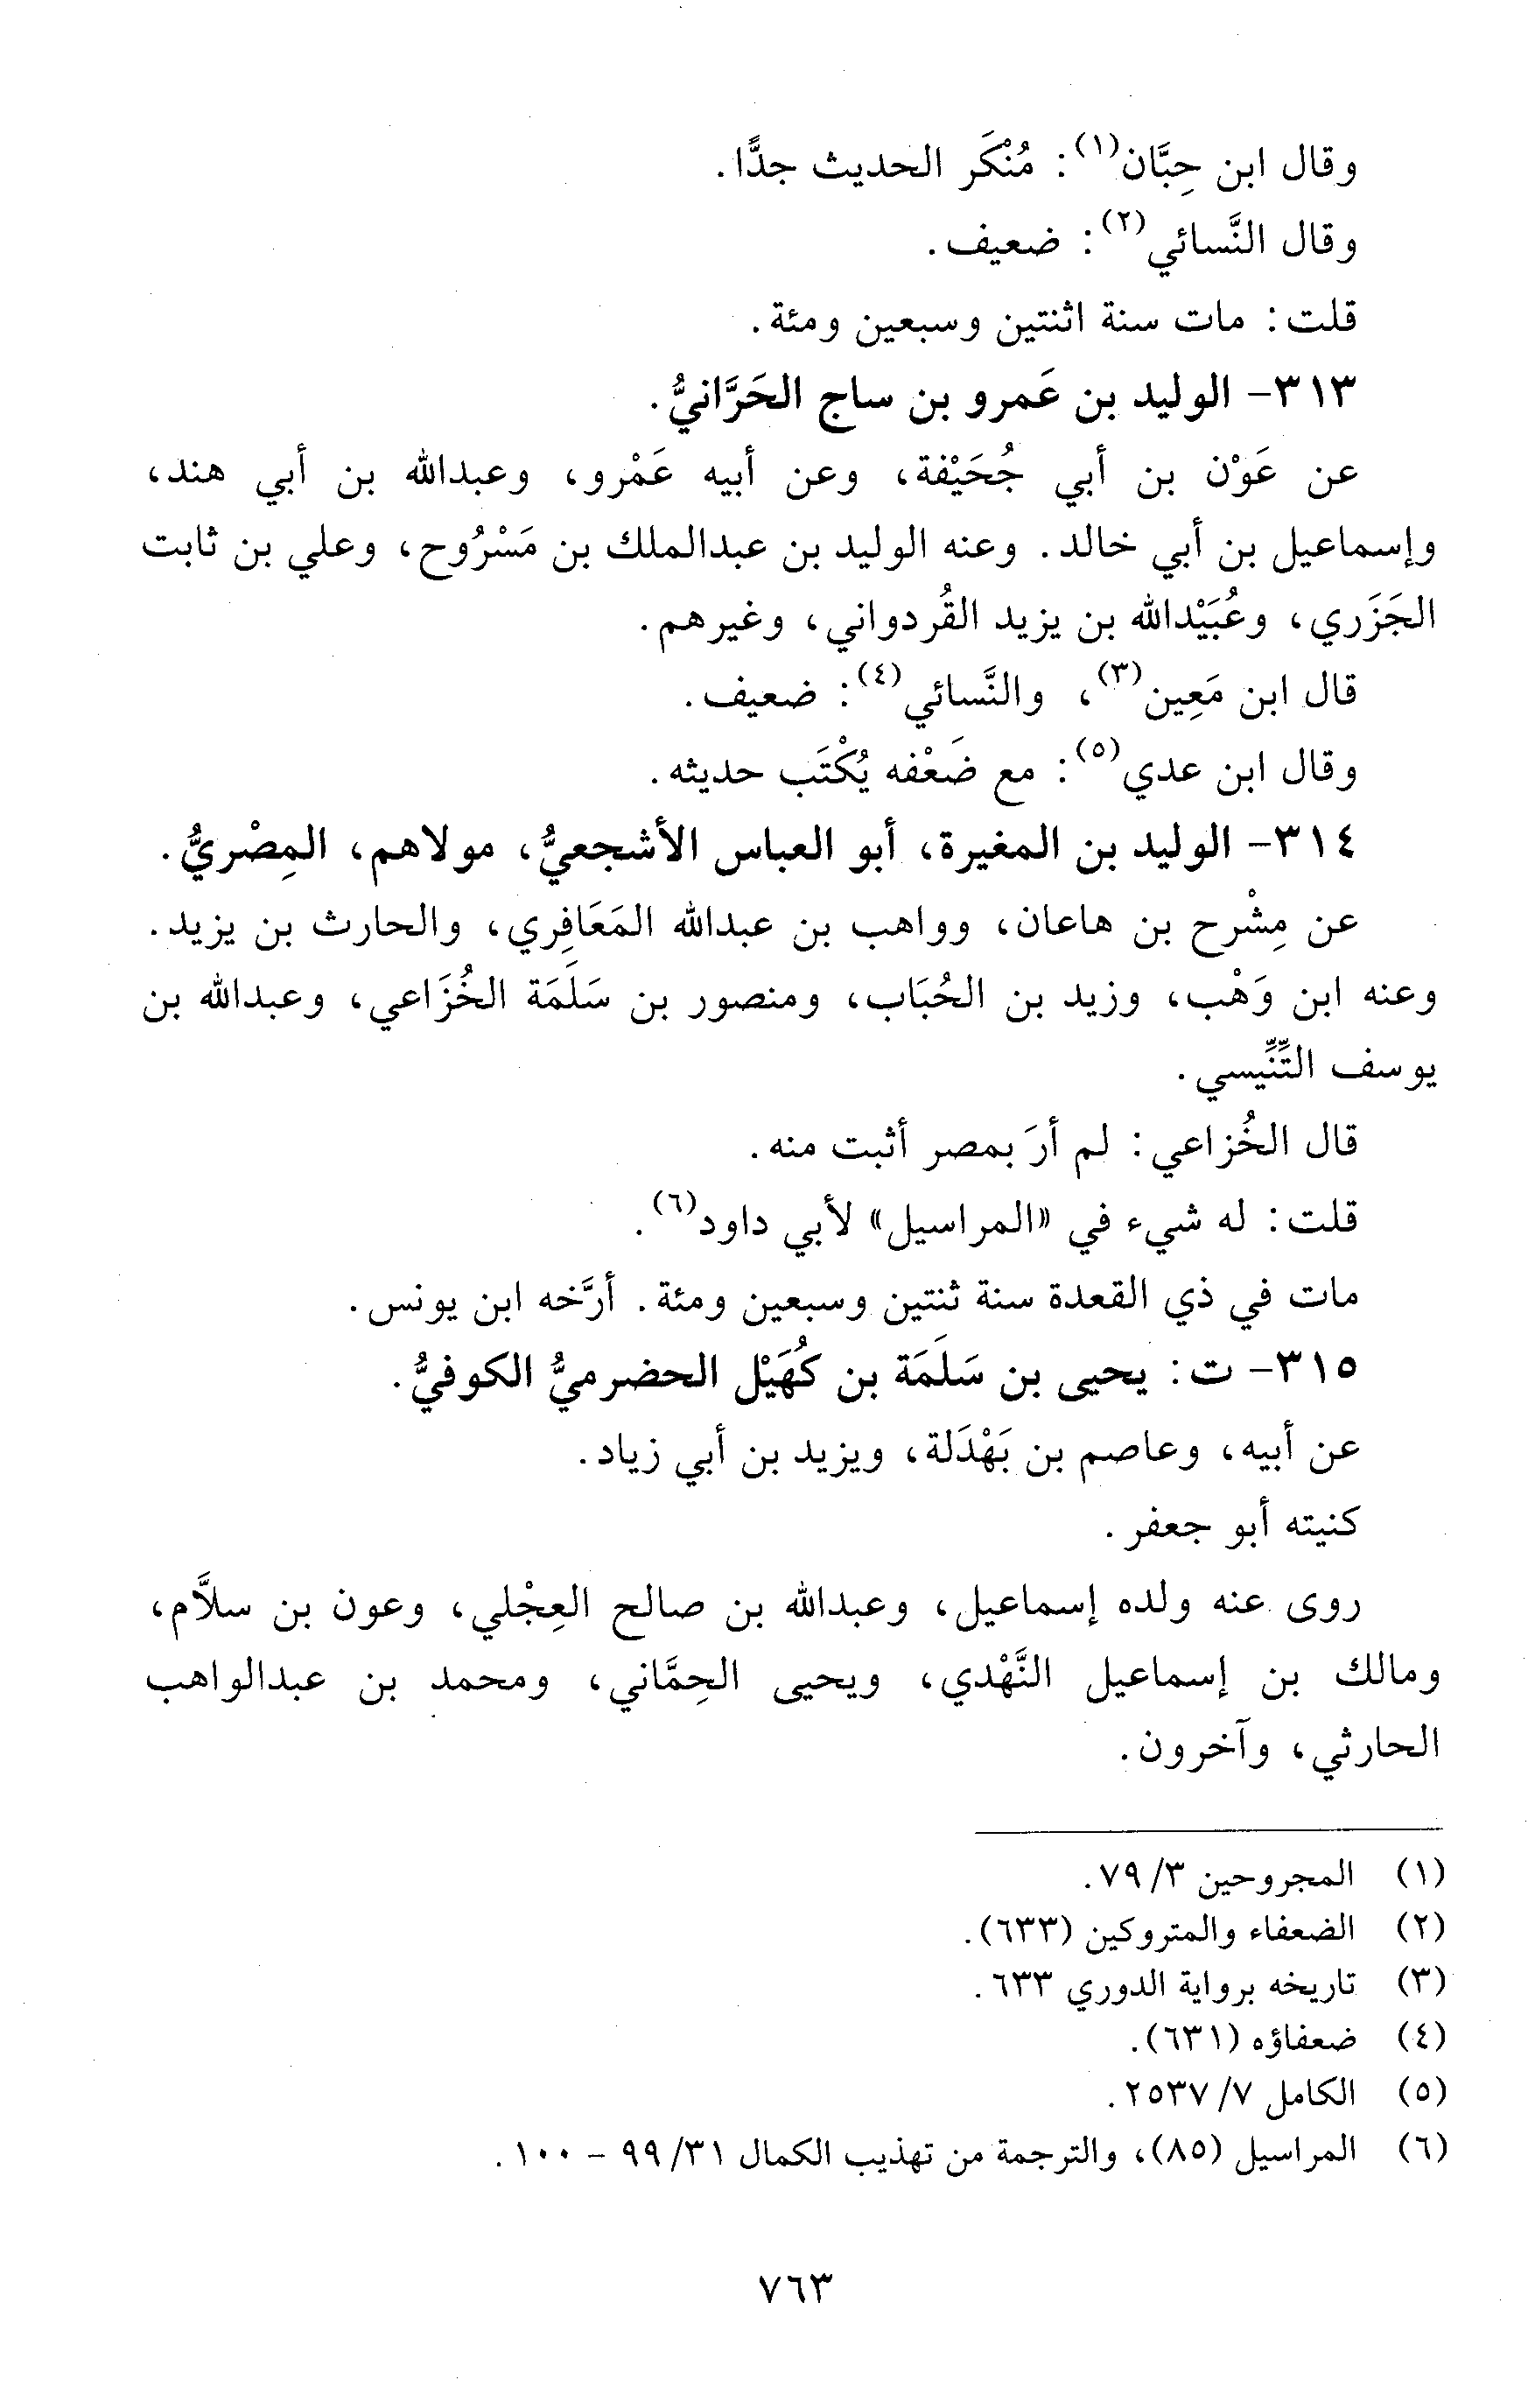 وقال ابن حِبَّان(١): مُنْكَر الحديث جدًّا.
وقال النَّسائي(٢): ضعيف.
قلت: مات سنة اثنتين وسبعين ومئة.
٣١٣- الوليد بن عَمرو بن ساج الحَرَّانيُّ.
عن عَوْن بن أبي جُحَيْفة، وعن أبيه عَمْرو، وعبدالله بن أبي هند،
وإسماعيل بن أبي خالد. وعنه الوليد بن عبدالملك بن مَسْرُوح، وعلي بن ثابت
الجَزَري، وعُبَيْدالله بن يزيد القُردواني، وغيرهم.
قال ابن مَعِين(٣)، والنَّسائي(٤): ضعيف.
وقال ابن عدي(٥): مع ضَعْفه يُكْتَب حديثه.
٣١٤- الوليد بن المغيرة، أبو العباس الأشجعيُّ، مولاهم، المِصْريُّ.
عن مِشْرح بن هاعان، وواهب بن عبدالله المَعَافِري، والحارث بن يزيد.
وعنه ابن وَهْب، وزيد بن الحُبَاب، ومنصور بن سَلَمَة الخُزَاعي، وعبدالله بن
يوسف التِّنِّيسي.
قال الخُزاعي: لم أرَ بمصر أثبت منه.
قلت: له شيء في «المراسيل» لأبي داود(٦).
مات في ذي القعدة سنة ثنتين وسبعين ومئة. أرَّخه ابن يونس.
٣١٥- ت: يحيى بن سَلَمَة بن كُهَيْل الحضرميُّ الكوفيُّ.
عن أبيه، وعاصم بن بَهْدَلة، ويزيد بن أبي زياد.
كنيته أبو جعفر.
روى عنه ولده إسماعيل، وعبدالله بن صالح العِجْلي، وعون بن سلاَّم،
ومالك بن إسماعيل النَّهْدي، ويحيى الحِمَّاني، ومحمد بن عبدالواهب
الحارثي، وآخرون.
(١) المجروحين ٣/ ٧٩.
(٢) الضعفاء والمتروكين (٦٣٣).
(٣) تاريخه برواية الدوري ٦٣٣.
(٤) ضعفاؤه (٦٣١).
(٥) الكامل ٧/ ٢٥٣٧.
(٦) المراسيل (٨٥)، والترجمة من تهذيب الكمال ٣١/ ٩٩ - ١٠٠.
٧٦٣